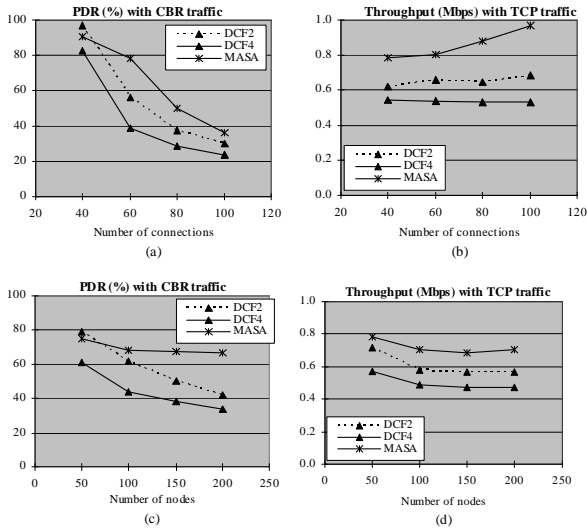 PDR (%) with CBR traffic
100
80
60
40
20
0
20 40 60 80 100 120
Number of connections
DCF2
DCF4
MASA
(a)
Throughput (Mbps) with TCP traffic
1.0
0.8
0.6
0.4
0.2
0.0
20 40 60 80 100 120
Number of connections
DCF2
DCF4
MASA
(b)
PDR (%) with CBR traffic
100
80
60
40
20
0
0 50 100 150 200 250
Number of nodes
DCF2
DCF4
MASA
(c)
Throughput (Mbps) with TCP traffic
1.0
0.8
0.6
0.4
0.2
0.0
0 50 100 150 200 250
Number of nodes
DCF2
DCF4
MASA
(d)